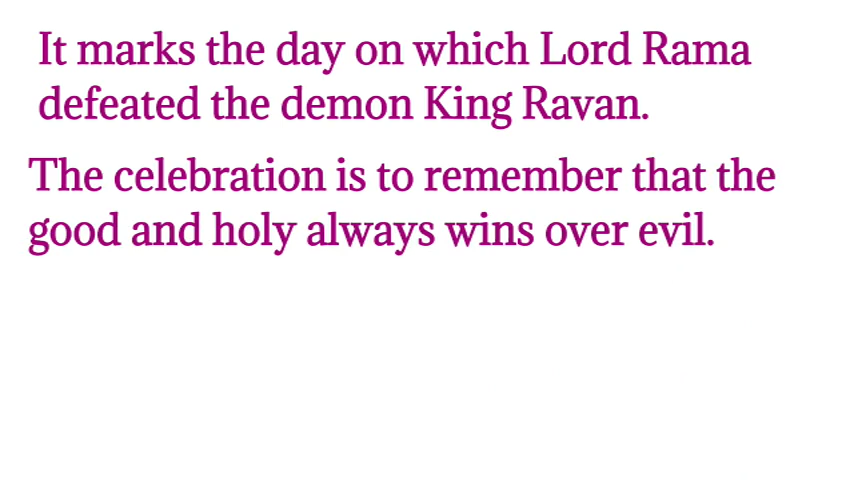 It marks the day on which Lord Rama
defeated the demon King Ravan.
The celebration is to remember that the
good and holy always wins over evil.